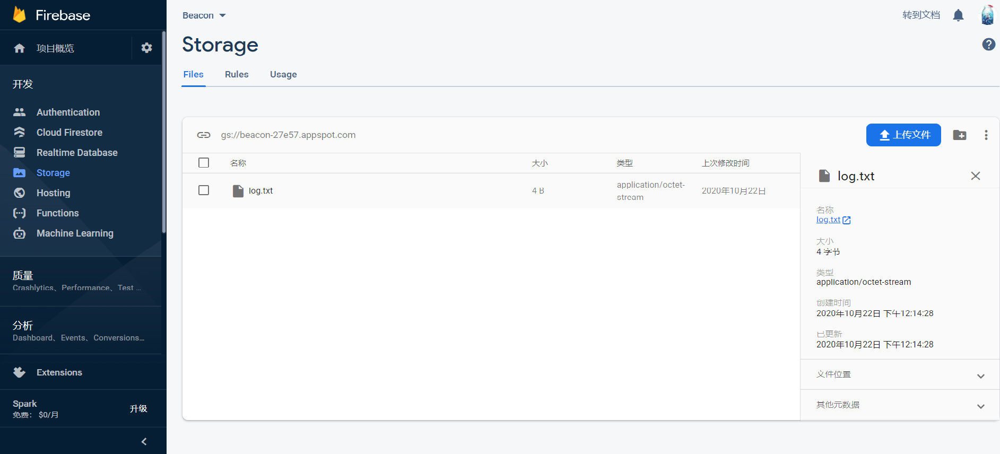 Firebase
项目概览
开发
Authentication
Cloud Firestore
Realtime Database
Storage
Hosting
Functions
Machine Learning
质量
Crashlytics、Performance、Test ...
分析
Dashboard、Events、Conversions...
Extensions
Spark
免费： $0/月
升级
Beacon
转到文档
Storage
Files
Rules
Usage
gs://beacon-27e57.appspot.com
上传文件
名称
大小
类型
上次修改时间
log.txt
4 B
application/octet-
stream
2020年10月22日
log.txt
名称
log.txt
大小
4 字节
类型
application/octet-stream
创建时间
2020年10月22日 下午12:14:28
已更新
2020年10月22日 下午12:14:28
文件位置
其他元数据